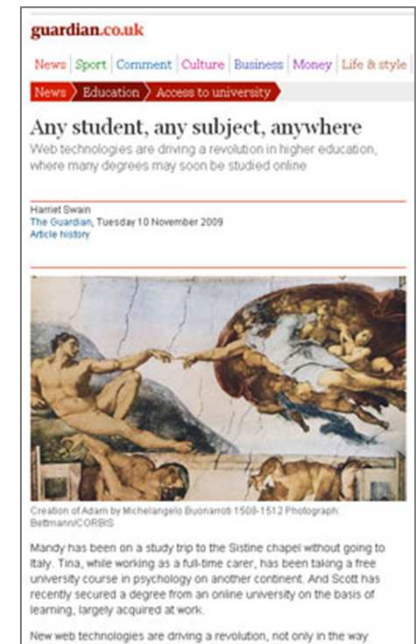 guardian.co.uk
News Sport Comment Culture Business Money Life & style
News Education Access to university
Any student, any subject, anywhere
Web technologies are driving a revolution in higher education,
where many degrees may soon be studied online
Harriet Swain
The Guardian, Tuesday 10 November 2009
Article history
Creation of Adam by Michelangelo Buonarroti 1508-1512 Photograph:
Bettmann/CORBIS
Mandy has been on a study trip to the Sistine chapel without going to
Italy. Tina, while working as a full-time carer, has been taking a free
university course in psychology on another continent. And Scott has
recently secured a degree from an online university on the basis of
learning, largely acquired at work.
New web technologies are driving a revolution, not only in the way